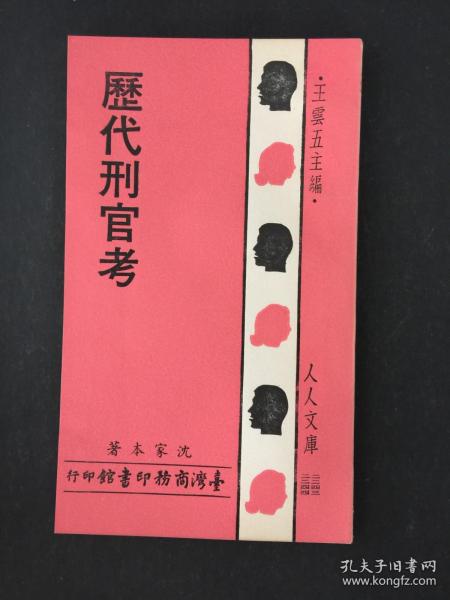 歷代刑官考
·王雲五主編·
人人文庫
著本家沈
行印館書印務商灣臺
孔夫子旧书网
www.kongfz.com